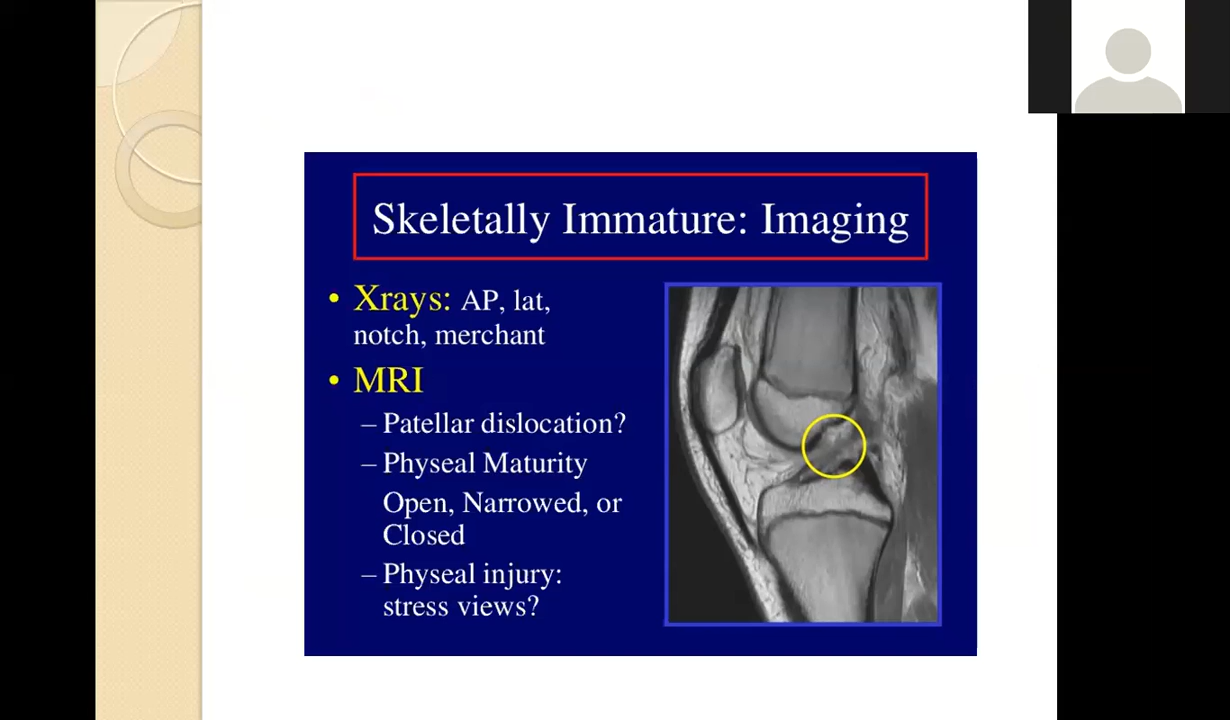 Skeletally Immature: Imaging
• Xrays: AP, lat,
notch, merchant
• MRI
– Patellar dislocation?
– Physeal Maturity
Open, Narrowed, or
Closed
– Physeal injury:
stress views?